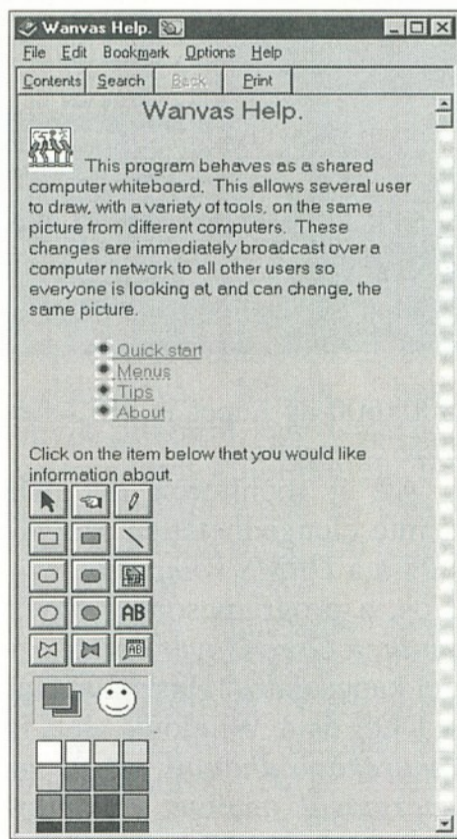 Wanvas Help.
File Edit Bookmark Options Help
Contents Search Back Print
Wanvas Help.
This program behaves as a shared
computer whiteboard. This allows several user
to draw, with a variety of tools, on the same
picture from different computers. These
changes are immediately broadcast over a
computer network to all other users so
everyone is looking at, and can change, the
same picture.
Quick start
Menus
Tips
About
Click on the item below that you would like
information about.
AB
AB